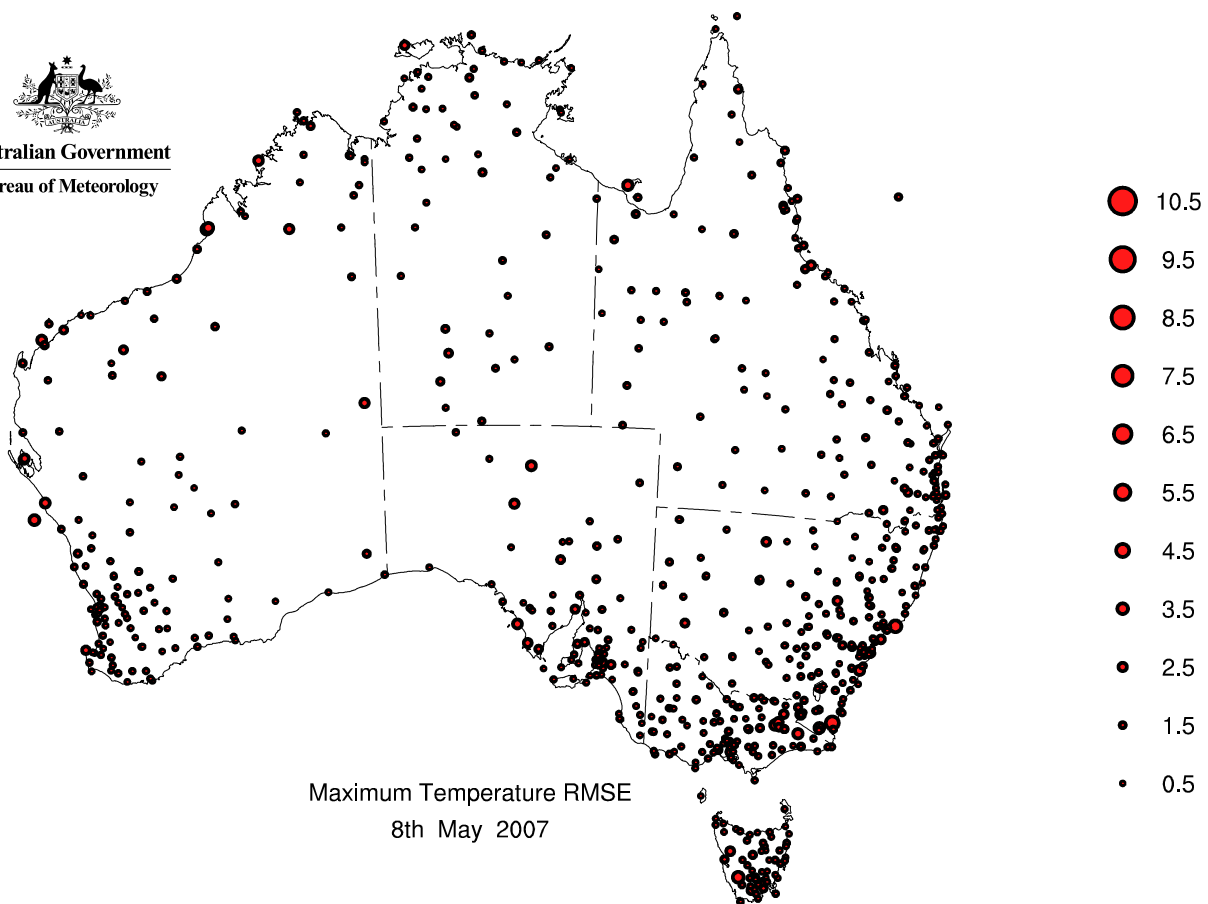 AUSTRALIA
tralian Government
reau of Meteorology
10.5
9.5
8.5
7.5
6.5
5.5
4.5
3.5
2.5
1.5
0.5
Maximum Temperature RMSE
8th May 2007